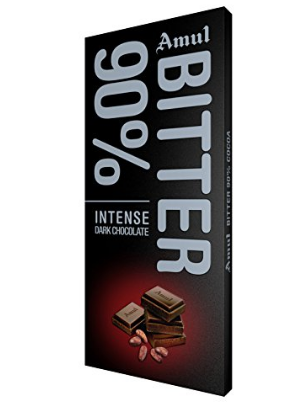 Amul
BITTER
90%
INTENSE
DARK CHOCOLATE
Amul BITTER 90% COCOA